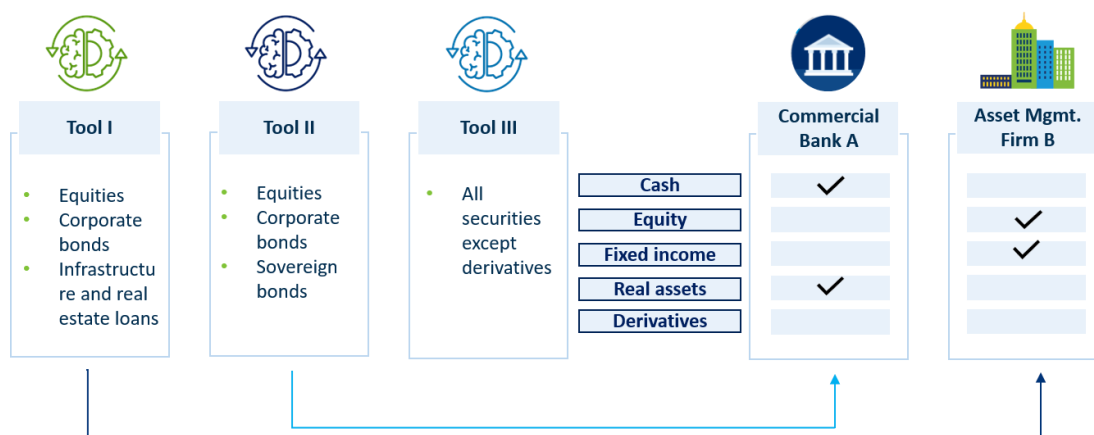 Tool I
Equities
Corporate
bonds
Infrastructu
re and real
estate loans
Tool II
Equities
Corporate
bonds
Sovereign
bonds
Tool III
All
securities
except
derivatives
Cash
Equity
Fixed income
Real assets
Derivatives
Commercial
Bank A
Asset Mgmt.
Firm B